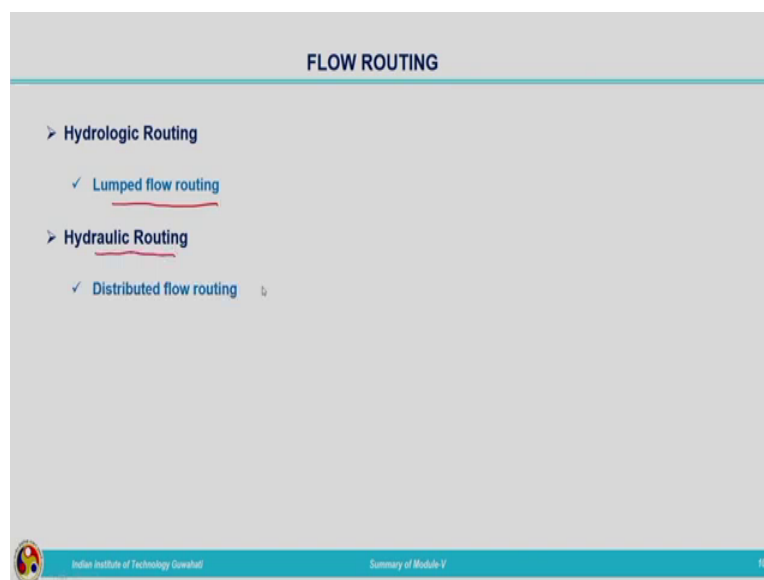 FLOW ROUTING
➤ Hydrologic Routing
✓ Lumped flow routing
➤ Hydraulic Routing
✓ Distributed flow routing
Indian Institute of Technology Guwahati Summary of Module-V